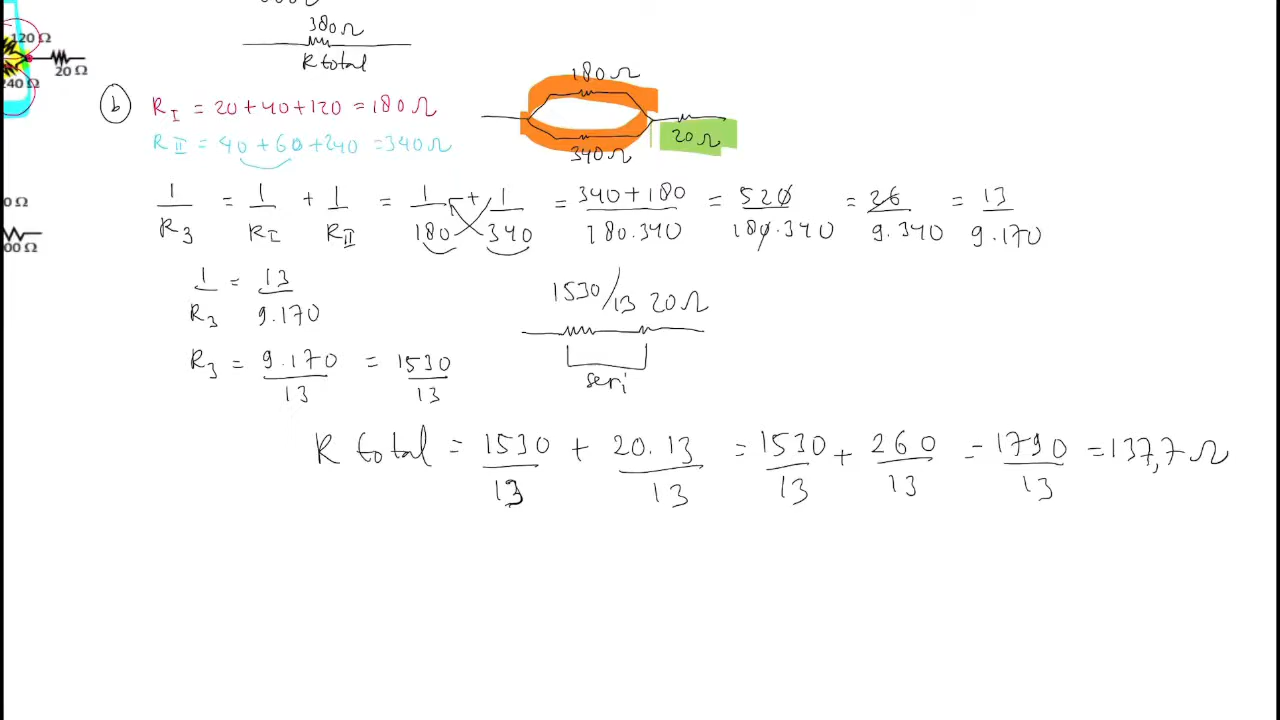 380Ω
R total
120 Ω
20 Ω
240 Ω
b R_I = 20 + 40 + 120 = 180 Ω
R_II = 40 + 60 + 240 = 340 Ω
180 Ω
340 Ω
20 Ω
1/R_3 = 1/R_I + 1/R_II = 1/180 + 1/340 = 340 + 180/180.340 = 520/180.340 = 26/9.340 = 13/9.170
0 Ω
00 Ω
1/R_3 = 13/9.170
1530/13 20 Ω
R_3 = 9.170/13 = 1530/13
seri
R total = 1530/13 + 20.13/13 = 1530/13 + 260/13 = 1790/13 = 137,7 Ω